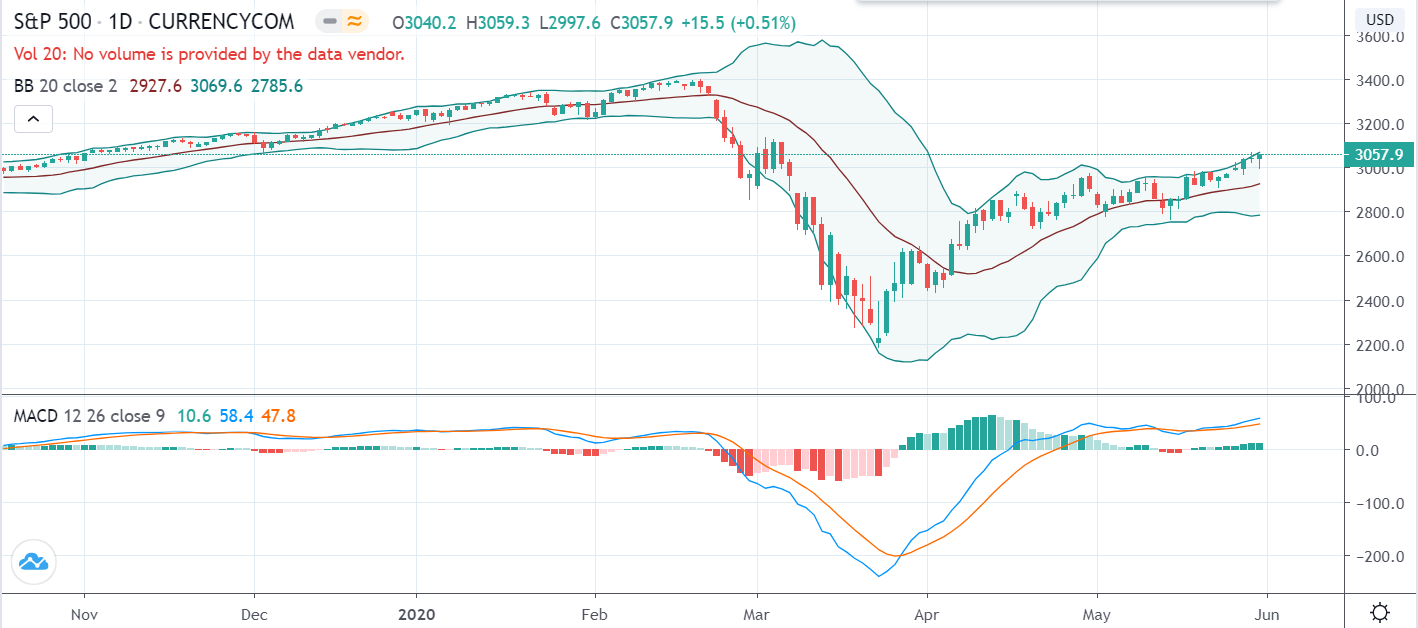 S&P 500 · 1D · CURRENCYCOM O3040.2 H3059.3 L2997.6 C3057.9 +15.5 (+0.51%)
USD
Vol 20: No volume is provided by the data vendor.
BB 20 close 2 2927.6 3069.6 2785.6
3600.0
3400.0
3200.0
3057.9
3000.0
2800.0
2600.0
2400.0
2200.0
2000.0
MACD 12 26 close 9 10.6 58.4 47.8
100.0
0.0
−100.0
−200.0
Nov Dec 2020 Feb Mar Apr May Jun